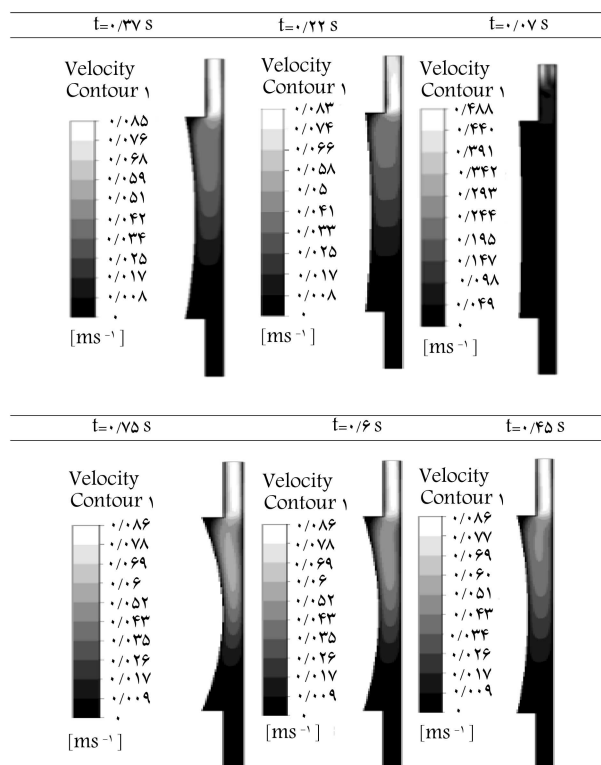 t=۰/۳۷ s
t=۰/۲۲ s
t=۰/۰۷ s
Velocity
Contour ۱
۰/۰۸۵
۰/۰۷۶
۰/۰۶۸
۰/۰۵۹
۰/۰۵۱
۰/۰۴۲
۰/۰۳۴
۰/۰۲۵
۰/۰۱۷
۰/۰۰۸
۰
[ms⁻¹]
Velocity
Contour ۱
۰/۰۸۳
۰/۰۷۴
۰/۰۶۶
۰/۰۵۸
۰/۰۵
۰/۰۴۱
۰/۰۳۳
۰/۰۲۵
۰/۰۱۷
۰/۰۰۸
۰
[ms⁻¹]
Velocity
Contour ۱
۰/۴۸۸
۰/۴۴۰
۰/۳۹۱
۰/۳۴۲
۰/۲۹۳
۰/۲۴۴
۰/۱۹۵
۰/۱۴۷
۰/۰۹۸
۰/۰۴۹
۰
[ms⁻¹]
t=۰/۷۵ s
t=۰/۶ s
t=۰/۴۵ s
Velocity
Contour ۱
۰/۰۸۶
۰/۰۷۸
۰/۰۶۹
۰/۰۶
۰/۰۵۲
۰/۰۴۳
۰/۰۳۵
۰/۰۲۶
۰/۰۱۷
۰/۰۰۹
۰
[ms⁻¹]
Velocity
Contour ۱
۰/۰۸۶
۰/۰۷۸
۰/۰۶۹
۰/۰۶
۰/۰۵۲
۰/۰۴۳
۰/۰۳۵
۰/۰۲۶
۰/۰۱۷
۰/۰۰۹
۰
[ms⁻¹]
Velocity
Contour ۱
۰/۰۸۶
۰/۰۷۷
۰/۰۶۹
۰/۰۶۰
۰/۰۵۱
۰/۰۴۳
۰/۰۳۴
۰/۰۲۶
۰/۰۱۷
۰/۰۰۹
۰
[ms⁻¹]